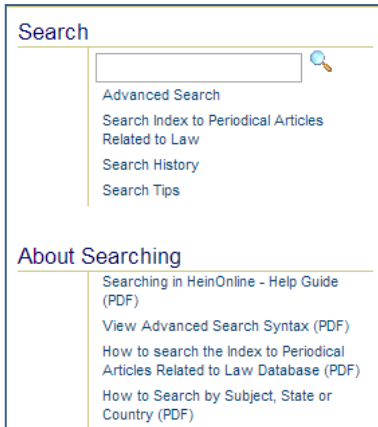 Search
Advanced Search
Search Index to Periodical Articles
Related to Law
Search History
Search Tips
About Searching
Searching in HeinOnline - Help Guide
(PDF)
View Advanced Search Syntax (PDF)
How to search the Index to Periodical
Articles Related to Law Database (PDF)
How to Search by Subject, State or
Country (PDF)